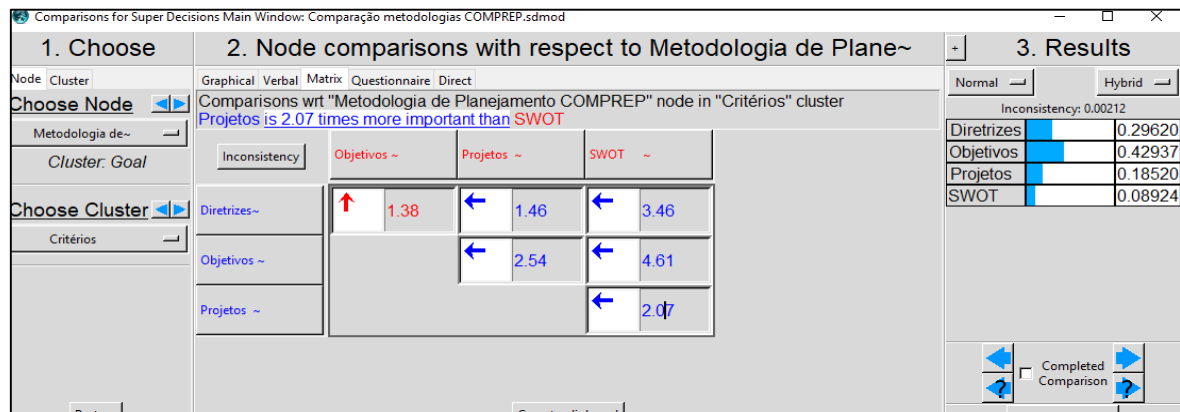 Comparisons for Super Decisions Main Window: Comparação metodologias COMPREP.sdmod
1. Choose
Node Cluster
Choose Node
Metodologia de~
Cluster: Goal
Choose Cluster
Critérios
2. Node comparisons with respect to Metodologia de Plane~
Graphical Verbal Matrix Questionnaire Direct
Comparisons wrt "Metodologia de Planejamento COMPREP" node in "Critérios" cluster
Projetos is 2.07 times more important than SWOT
Inconsistency Objetivos ~ Projetos ~ SWOT ~
Diretrizes~ 1.38 1.46 3.46
Objetivos ~ 2.54 4.61
Projetos ~ 2.07
+ 3. Results
Normal Hybrid
Inconsistency: 0.00212
Diretrizes 0.29620
Objetivos 0.42937
Projetos 0.18520
SWOT 0.08924
Completed
Comparison